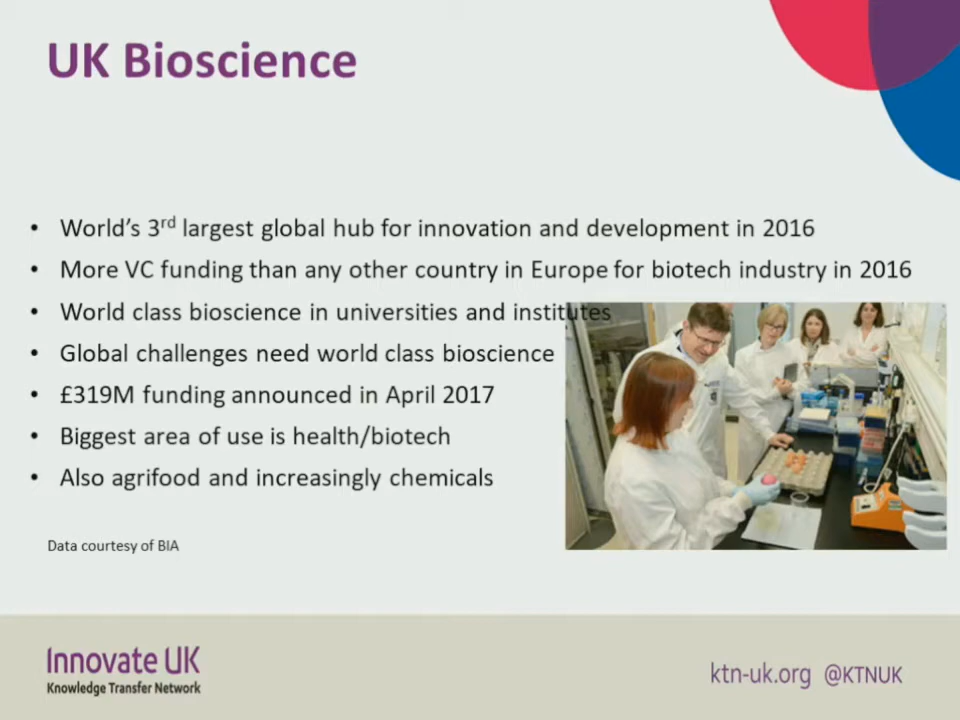 UK Bioscience
• World's 3rd largest global hub for innovation and development in 2016
• More VC funding than any other country in Europe for biotech industry in 2016
• World class bioscience in universities and institutes
• Global challenges need world class bioscience
• £319M funding announced in April 2017
• Biggest area of use is health/biotech
• Also agrifood and increasingly chemicals
Data courtesy of BIA
Innovate UK
Knowledge Transfer Network
ktn-uk.org @KTNUK